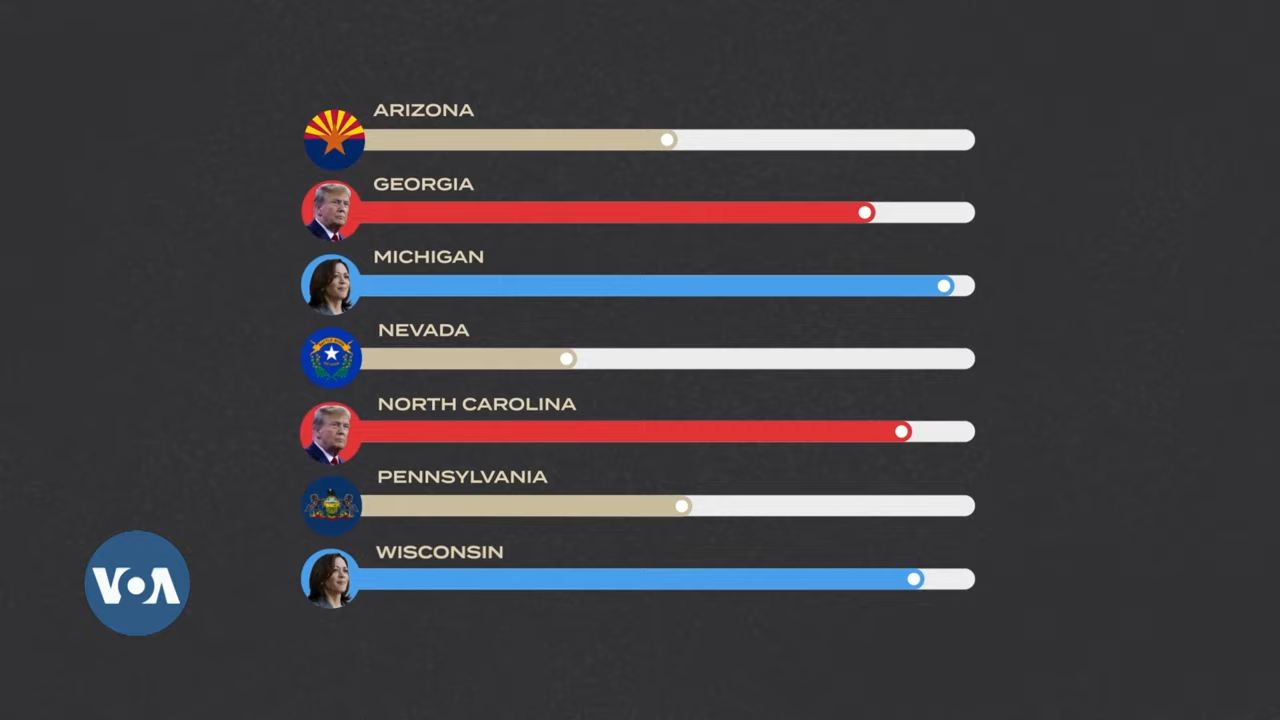 ARIZONA
GEORGIA
MICHIGAN
NEVADA
NORTH CAROLINA
PENNSYLVANIA
WISCONSIN
VOA